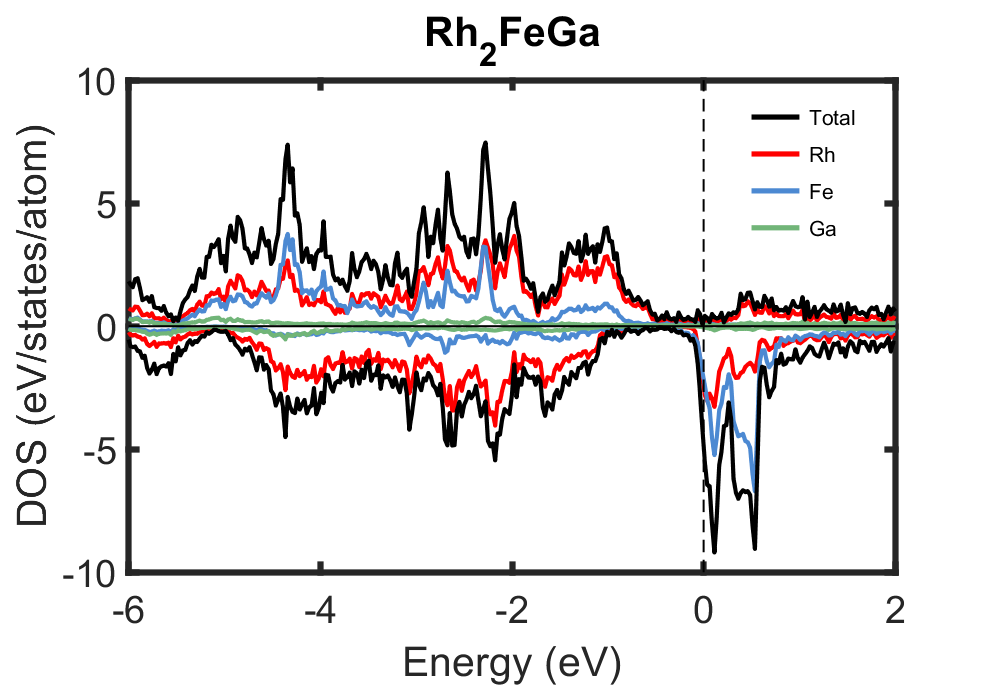 Rh2FeGa
10
5
0
-5
-10
DOS (eV/states/atom)
Total
Rh
Fe
Ga
-6
-4
-2
0
2
Energy (eV)